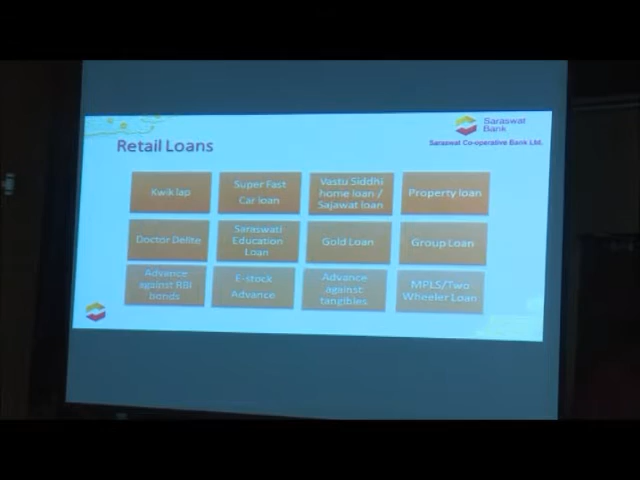 Saraswat
Bank
Saraswat Co-operative Bank Ltd.
Retail Loans
Kwik lap
Super Fast
Car loan
Vastu Siddhi
home loan /
Sajawat loan
Property loan
Doctor Delite
Saraswati
Education
Loan
Gold Loan
Group Loan
Advance
against RBI
bonds
E-stock
Advance
Advance
against
tangibles
MPLS/Two
Wheeler Loan